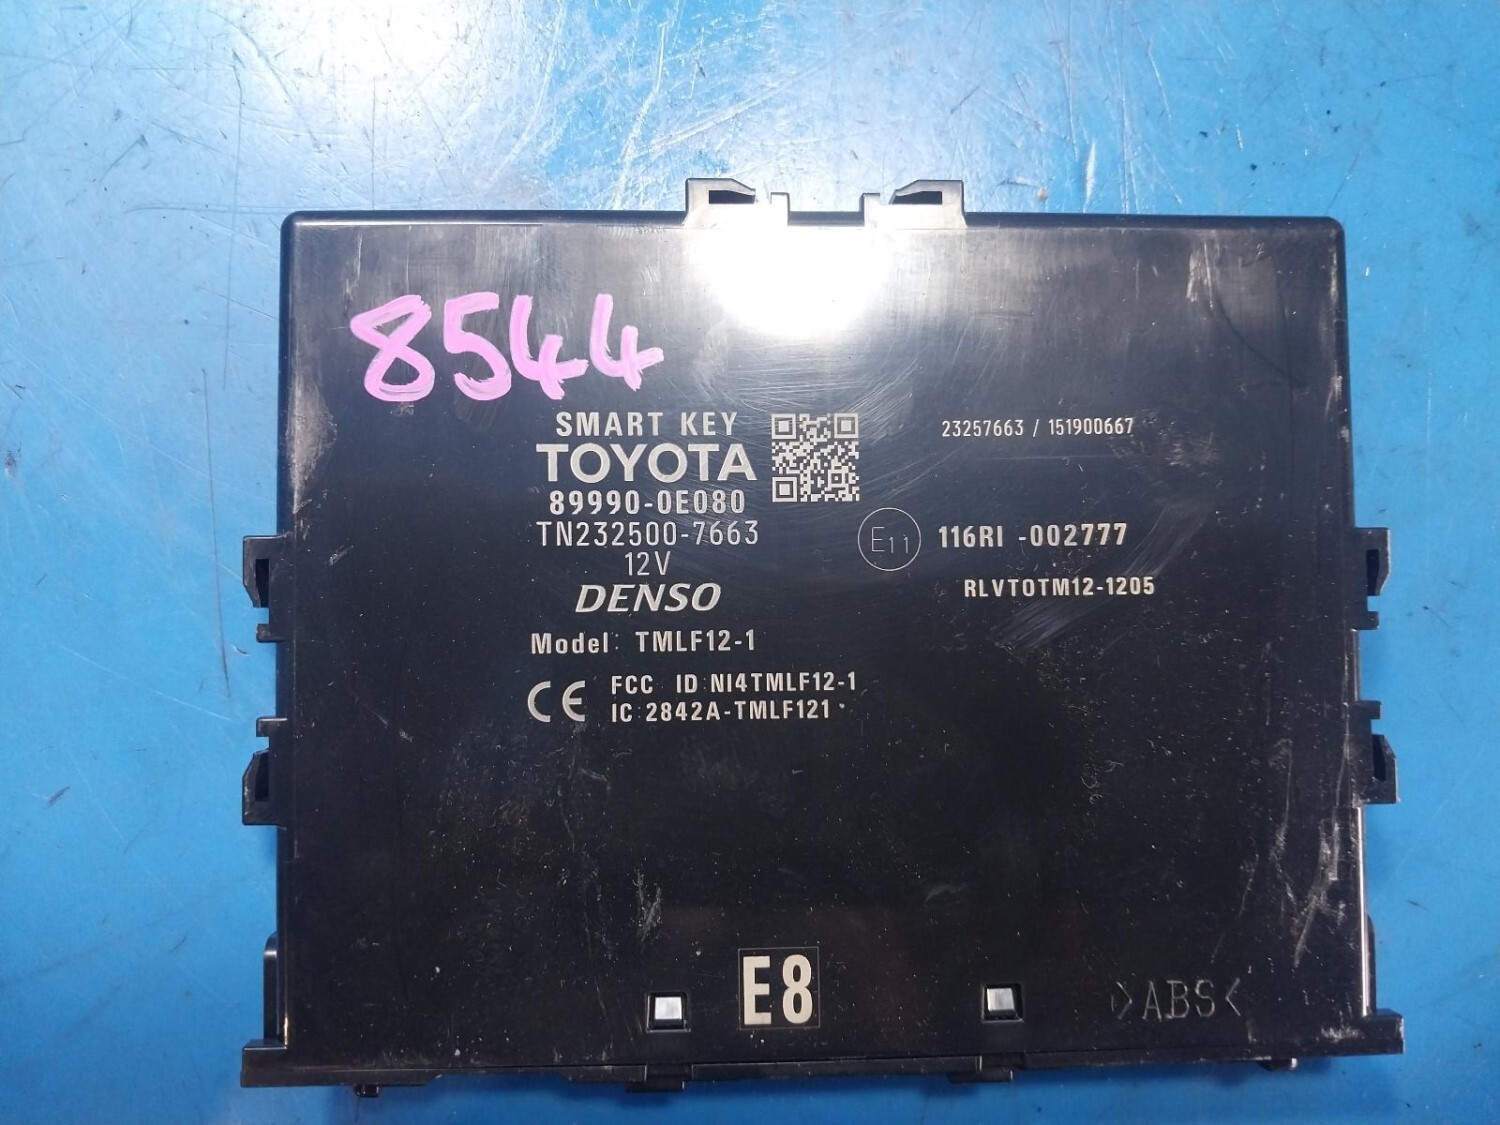 8544
SMART KEY
TOYOTA
89990-0E080
TN232500-7663
12V
DENSO
Model: TMLF12-1
CE
FCC ID:NI4TMLF12-1
IC:2842A-TMLF121
23257663 / 151900667
E11 116RI -002777
RLVTOTM12-1205
E8
>ABS<